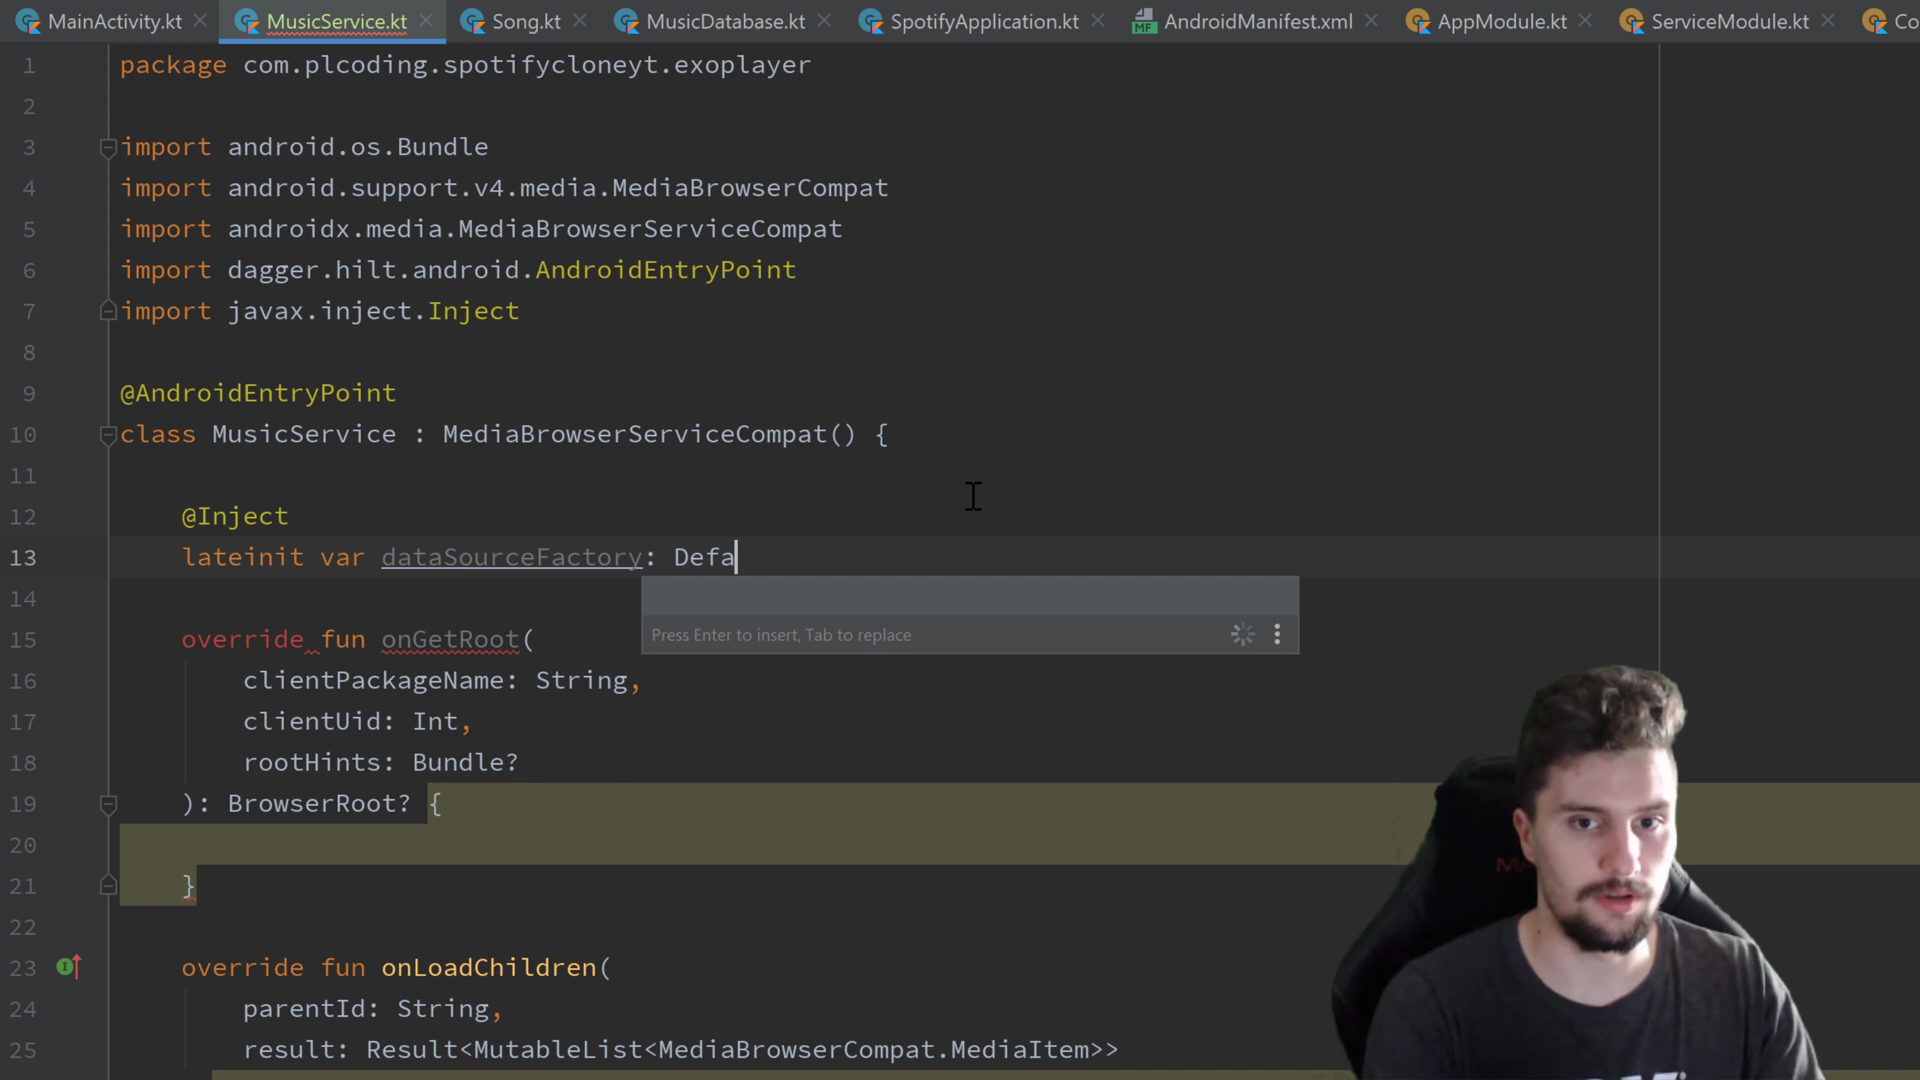 MainActivity.kt MusicService.kt Song.kt MusicDatabase.kt SpotifyApplication.kt MF AndroidManifest.xml AppModule.kt ServiceModule.kt Co
1 package com.plcoding.spotifycloneyt.exoplayer
2
3 import android.os.Bundle
4 import android.support.v4.media.MediaBrowserCompat
5 import androidx.media.MediaBrowserServiceCompat
6 import dagger.hilt.android.AndroidEntryPoint
7 import javax.inject.Inject
8
9 @AndroidEntryPoint
10 class MusicService : MediaBrowserServiceCompat() {
11
12 @Inject
13 lateinit var dataSourceFactory: Defa
14
Press Enter to insert, Tab to replace
15 override fun onGetRoot(
16 clientPackageName: String,
17 clientUid: Int,
18 rootHints: Bundle?
19 ): BrowserRoot? {
20
21 }
22
23 override fun onLoadChildren(
24 parentId: String,
25 result: Result<MutableList<MediaBrowserCompat.MediaItem>>